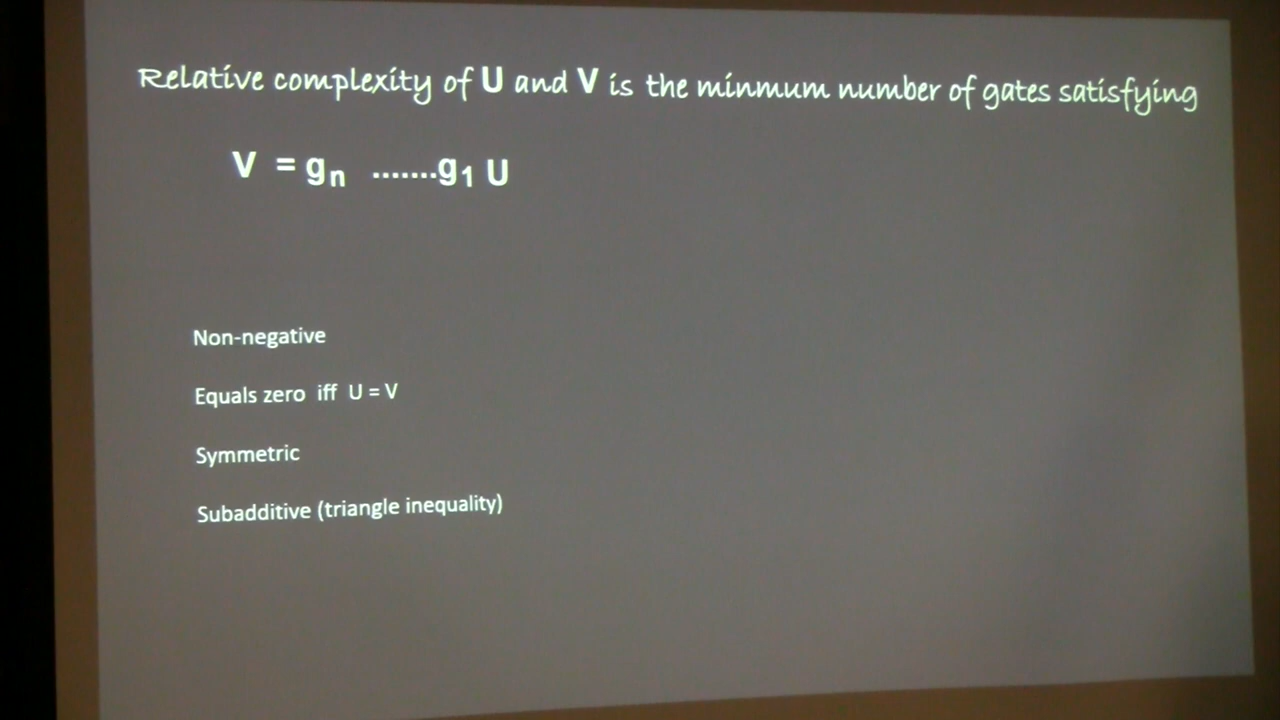 Relative complexity of U and V is the minmum number of gates satisfying
V = gn .......g1 U
Non-negative
Equals zero iff U = V
Symmetric
Subadditive (triangle inequality)